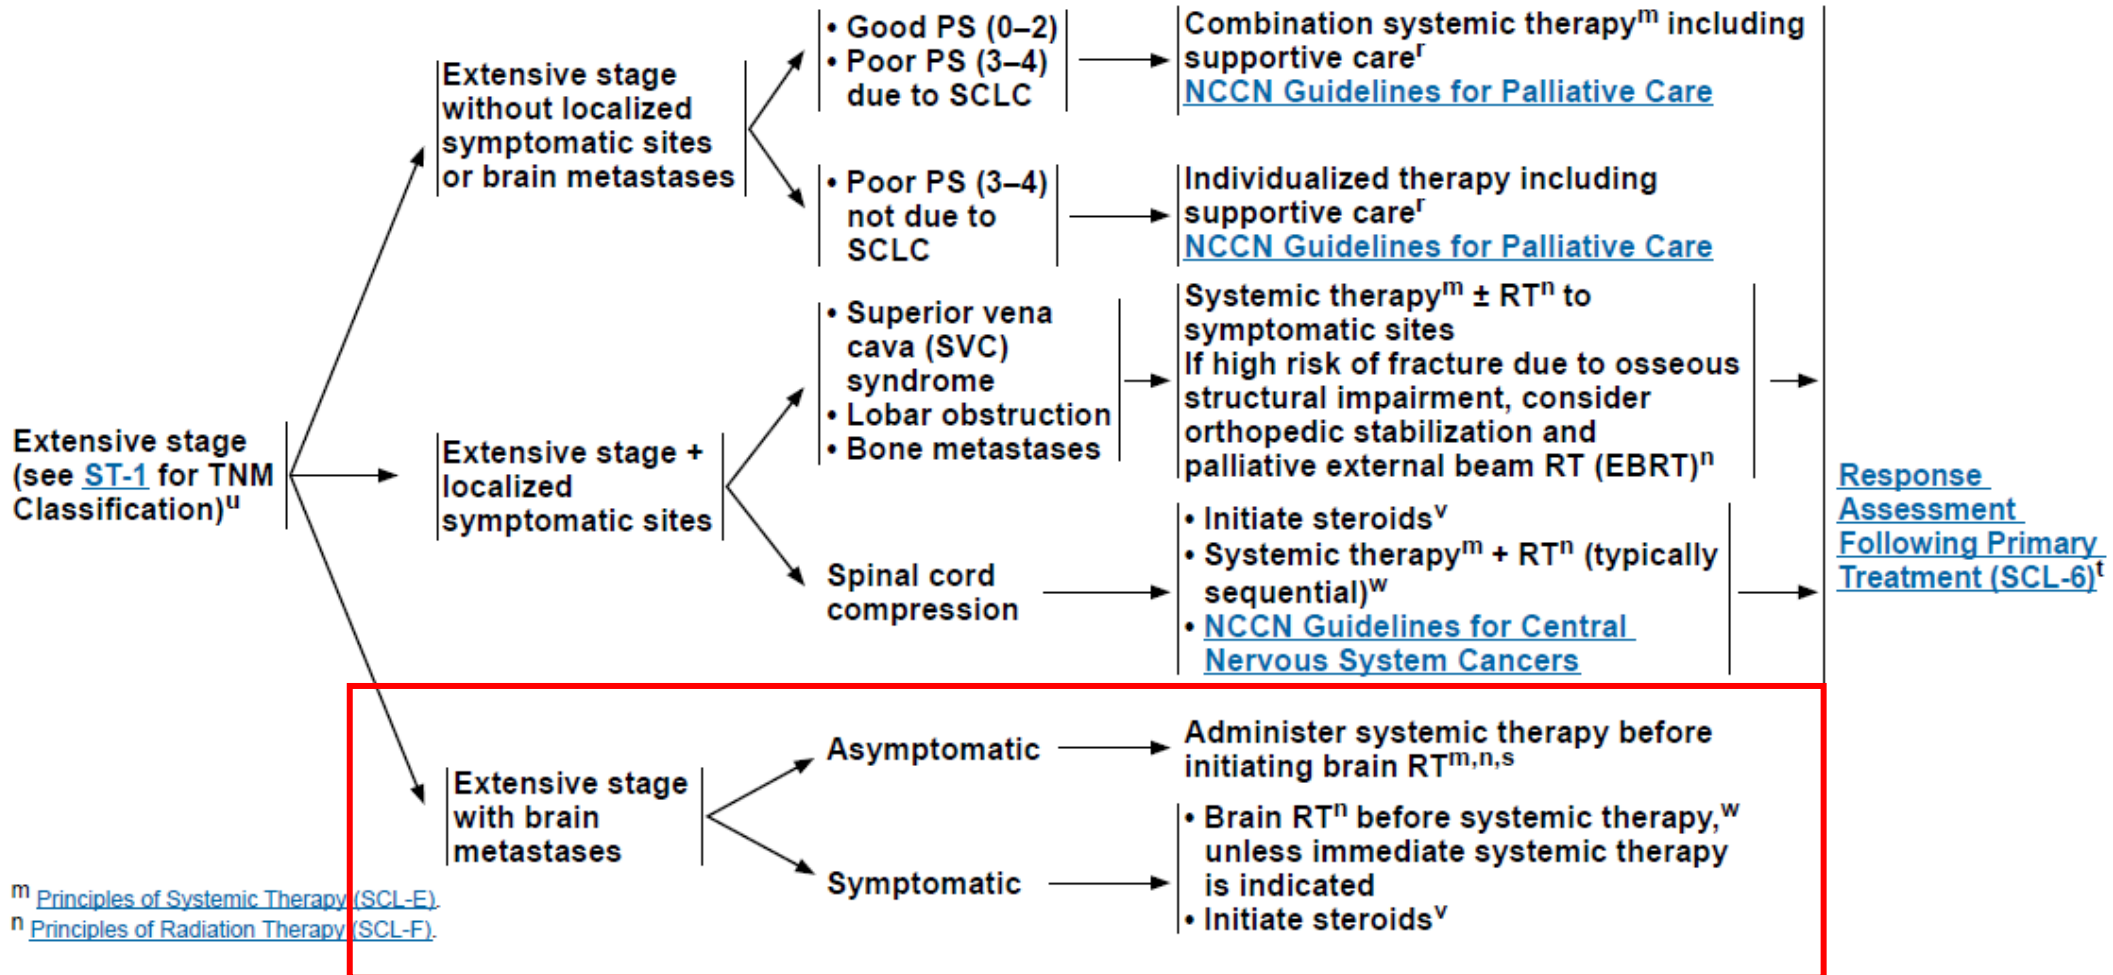 Extensive stage
(see ST-1 for TNM
Classification)u
Extensive stage
without localized
symptomatic sites
or brain metastases
• Good PS (0–2)
• Poor PS (3–4)
due to SCLC
Combination systemic therapym including
supportive carer
NCCN Guidelines for Palliative Care
• Poor PS (3–4)
not due to
SCLC
Individualized therapy including
supportive carer
NCCN Guidelines for Palliative Care
Extensive stage +
localized
symptomatic sites
• Superior vena
cava (SVC)
syndrome
• Lobar obstruction
• Bone metastases
Systemic therapym ± RTn to
symptomatic sites
If high risk of fracture due to osseous
structural impairment, consider
orthopedic stabilization and
palliative external beam RT (EBRT)n
Spinal cord
compression
• Initiate steroidsv
• Systemic therapym + RTn (typically
sequential)w
• NCCN Guidelines for Central
Nervous System Cancers
Extensive stage
with brain
metastases
Asymptomatic
Administer systemic therapy before
initiating brain RTm,n,s
Symptomatic
• Brain RTn before systemic therapy,w
unless immediate systemic therapy
is indicated
• Initiate steroidsv
Response
Assessment
Following Primary
Treatment (SCL-6)t
m Principles of Systemic Therapy (SCL-E).
n Principles of Radiation Therapy (SCL-F).